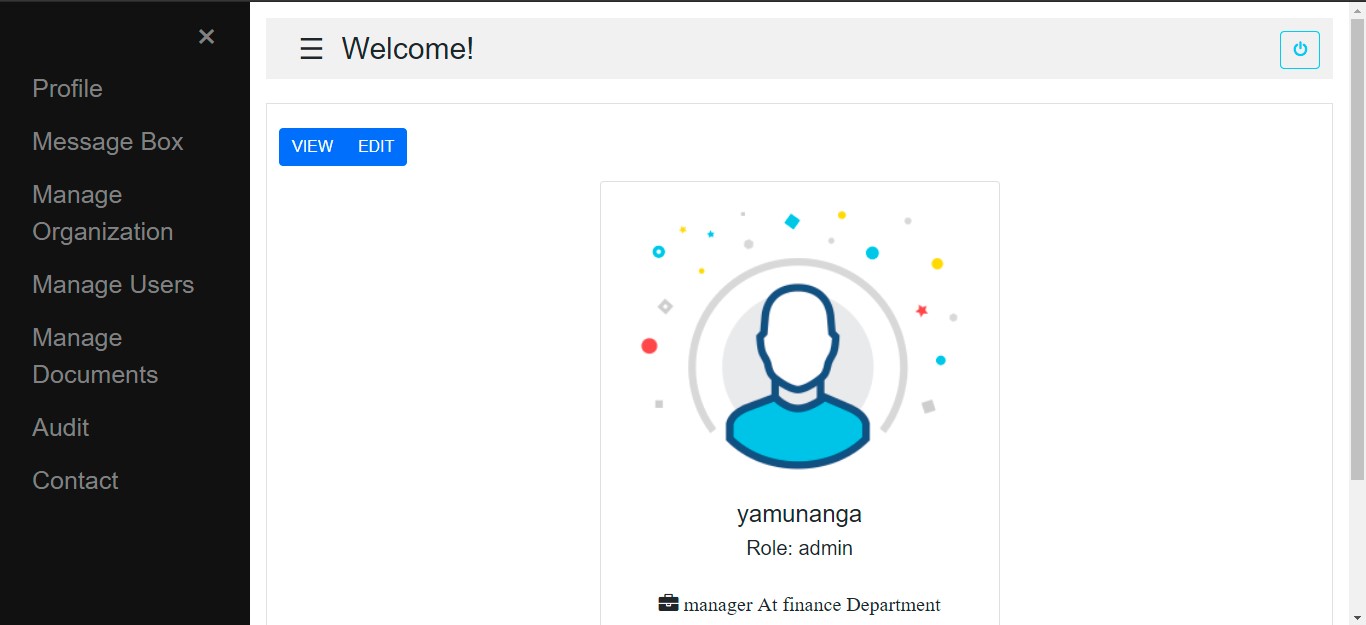 ×
Profile
Message Box
Manage
Organization
Manage Users
Manage
Documents
Audit
Contact
☰ Welcome!
VIEW EDIT
yamunanga
Role: admin
manager At finance Department